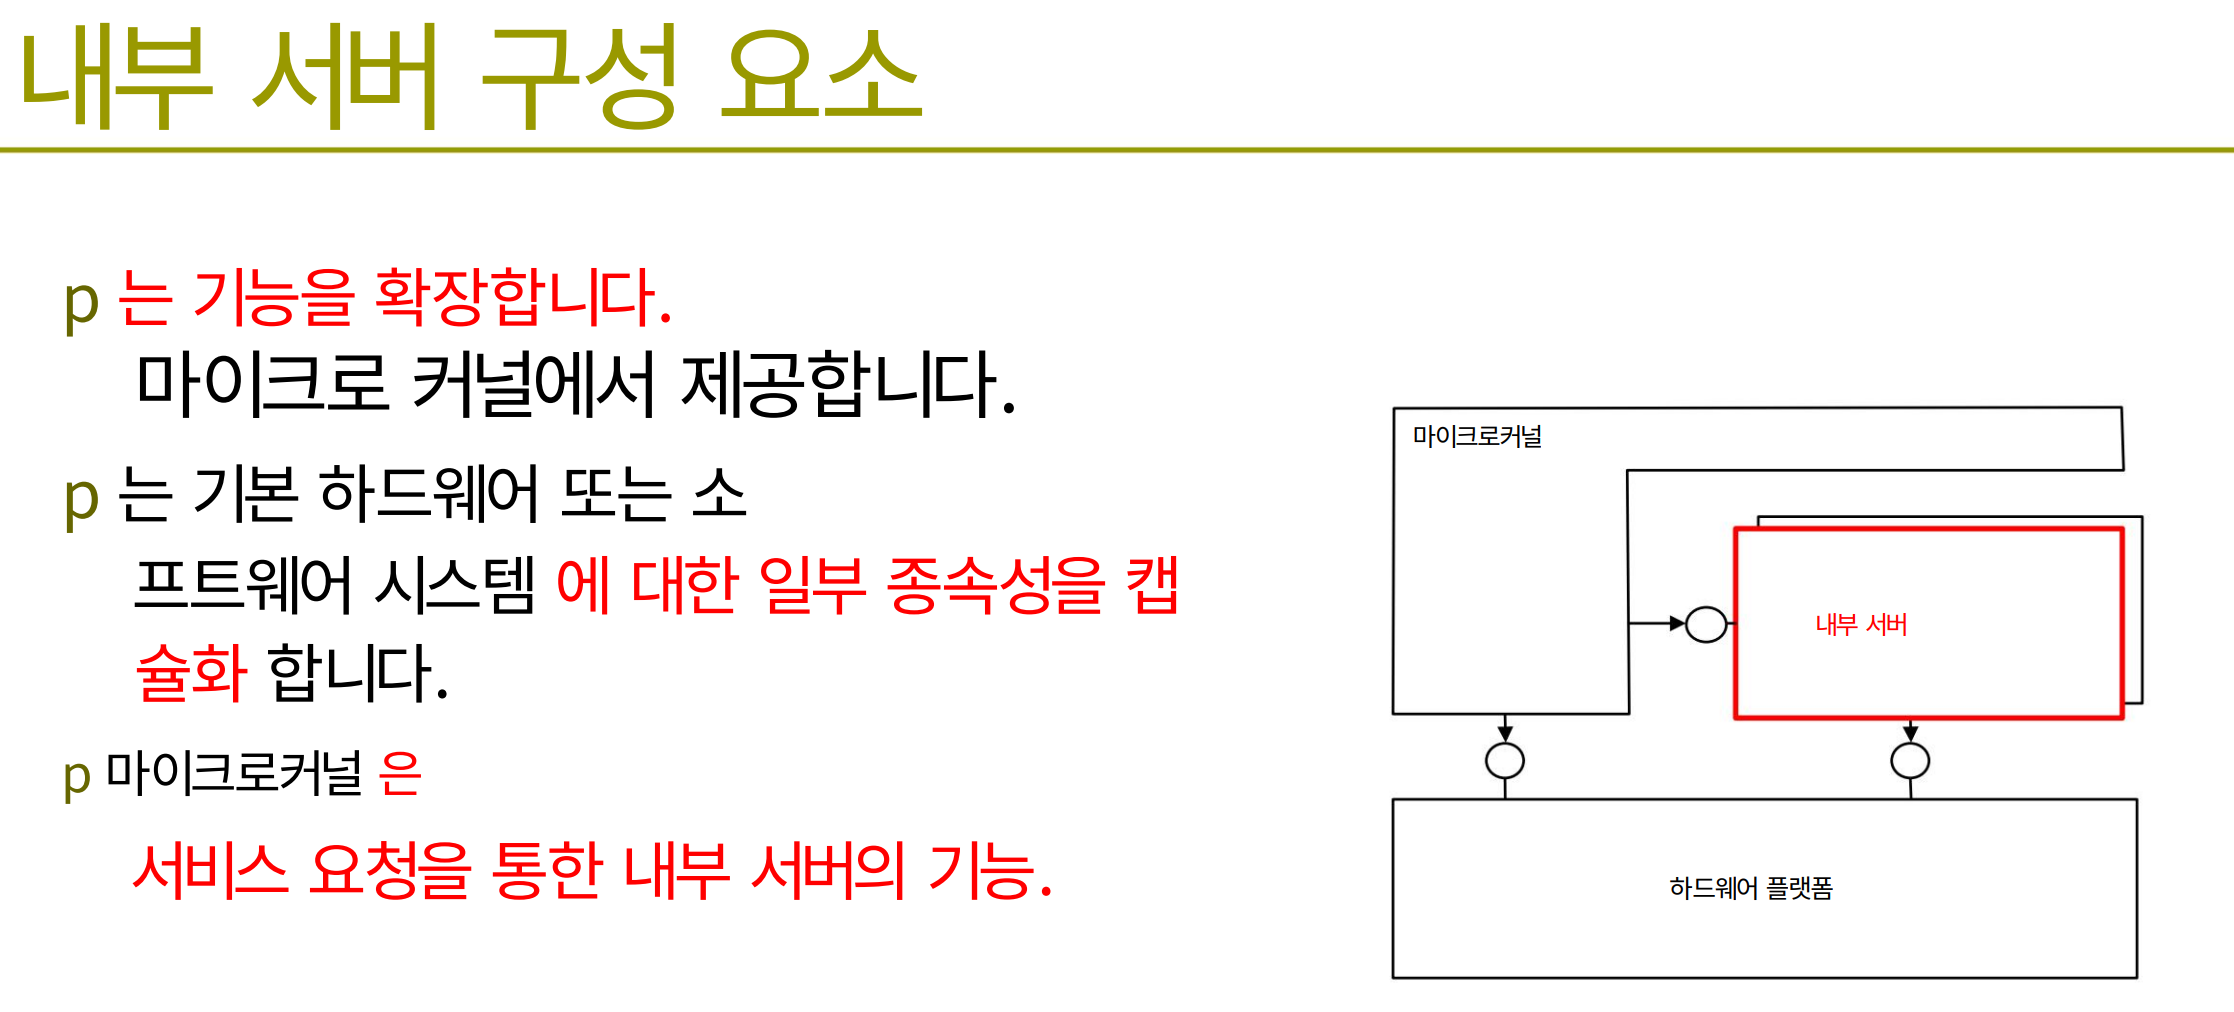 내부 서버 구성 요소
p 는 기능을 확장합니다.
마이크로 커널에서 제공합니다.
p 는 기본 하드웨어 또는 소
프트웨어 시스템 에 대한 일부 종속성을 캡
슐화 합니다.
p 마이크로커널 은
서비스 요청을 통한 내부 서버의 기능.
마이크로커널
내부 서버
하드웨어 플랫폼